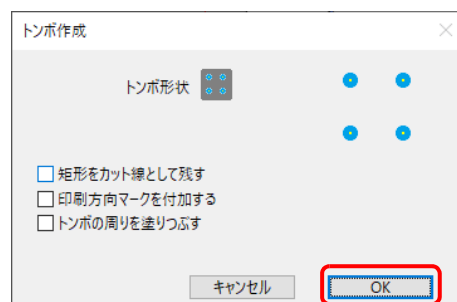 トンボ作成
トンボ形状
矩形をカット線として残す
印刷方向マークを付加する
トンボの周りを塗りつぶす
キャンセル
OK